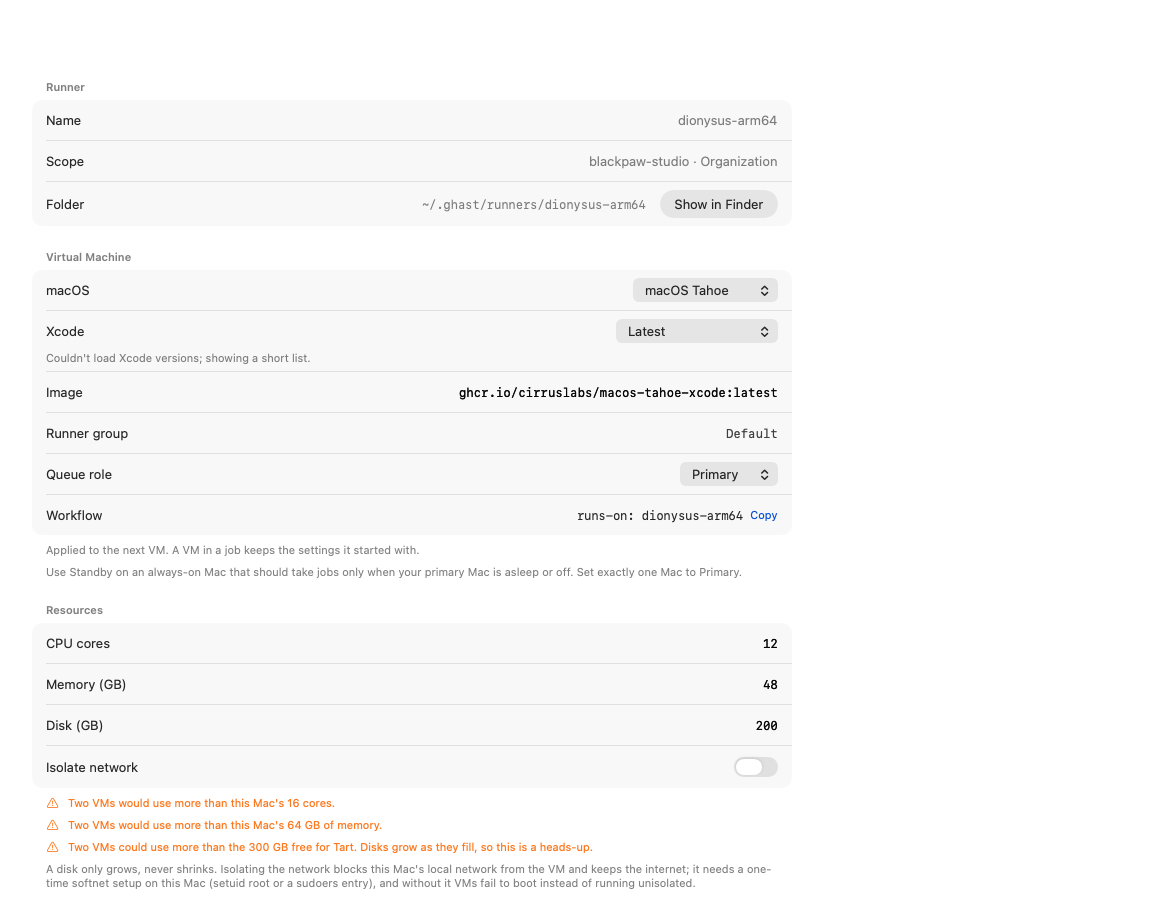 Runner
Name
dionysus-arm64
Scope
blackpaw-studio · Organization
Folder
~/.ghast/runners/dionysus-arm64
Show in Finder
Virtual Machine
macOS
macOS Tahoe
Xcode
Latest
Couldn't load Xcode versions; showing a short list.
Image
ghcr.io/cirruslabs/macos-tahoe-xcode:latest
Runner group
Default
Queue role
Primary
Workflow
runs-on: dionysus-arm64 Copy
Applied to the next VM. A VM in a job keeps the settings it started with.
Use Standby on an always-on Mac that should take jobs only when your primary Mac is asleep or off. Set exactly one Mac to Primary.
Resources
CPU cores
12
Memory (GB)
48
Disk (GB)
200
Isolate network
Two VMs would use more than this Mac's 16 cores.
Two VMs would use more than this Mac's 64 GB of memory.
Two VMs could use more than the 300 GB free for Tart. Disks grow as they fill, so this is a heads-up.
A disk only grows, never shrinks. Isolating the network blocks this Mac's local network from the VM and keeps the internet; it needs a one-
time softnet setup on this Mac (setuid root or a sudoers entry), and without it VMs fail to boot instead of running unisolated.